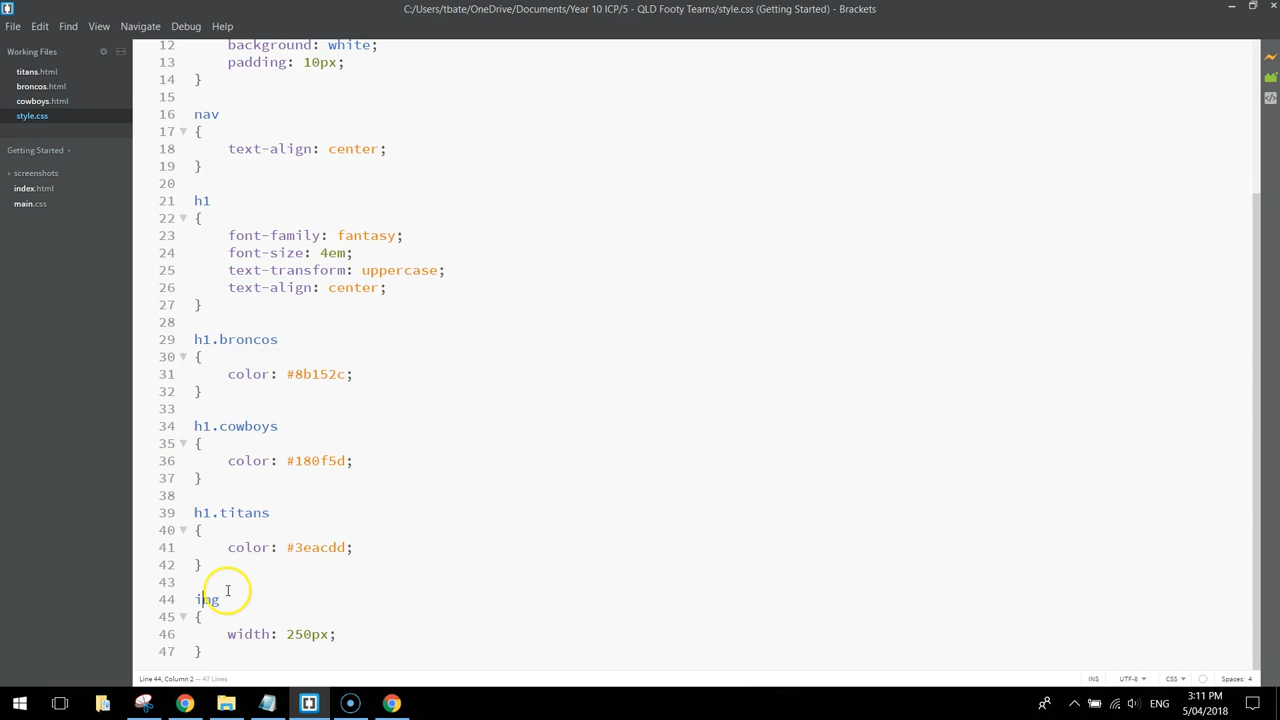 C:/Users/tbate/OneDrive/Documents/Year 10 ICP/5 - QLD Footy Teams/style.css (Getting Started) - Brackets
File Edit Find View Navigate Debug Help
Working Files
titans.html
broncos.html
cowboys.html
style.css
Getting Started
screenshots
index.html
main.css
12 background: white;
13 padding: 10px;
14 }
15
16 nav
17 {
18 text-align: center;
19 }
20
21 h1
22 {
23 font-family: fantasy;
24 font-size: 4em;
25 text-transform: uppercase;
26 text-align: center;
27 }
28
29 h1.broncos
30 {
31 color: #8b152c;
32 }
33
34 h1.cowboys
35 {
36 color: #180f5d;
37 }
38
39 h1.titans
40 {
41 color: #3eacdd;
42 }
43
44 img
45 {
46 width: 250px;
47 }
Line 44, Column 2 — 47 Lines
INS UTF-8 CSS Spaces: 4
ENG
3:11 PM
5/04/2018